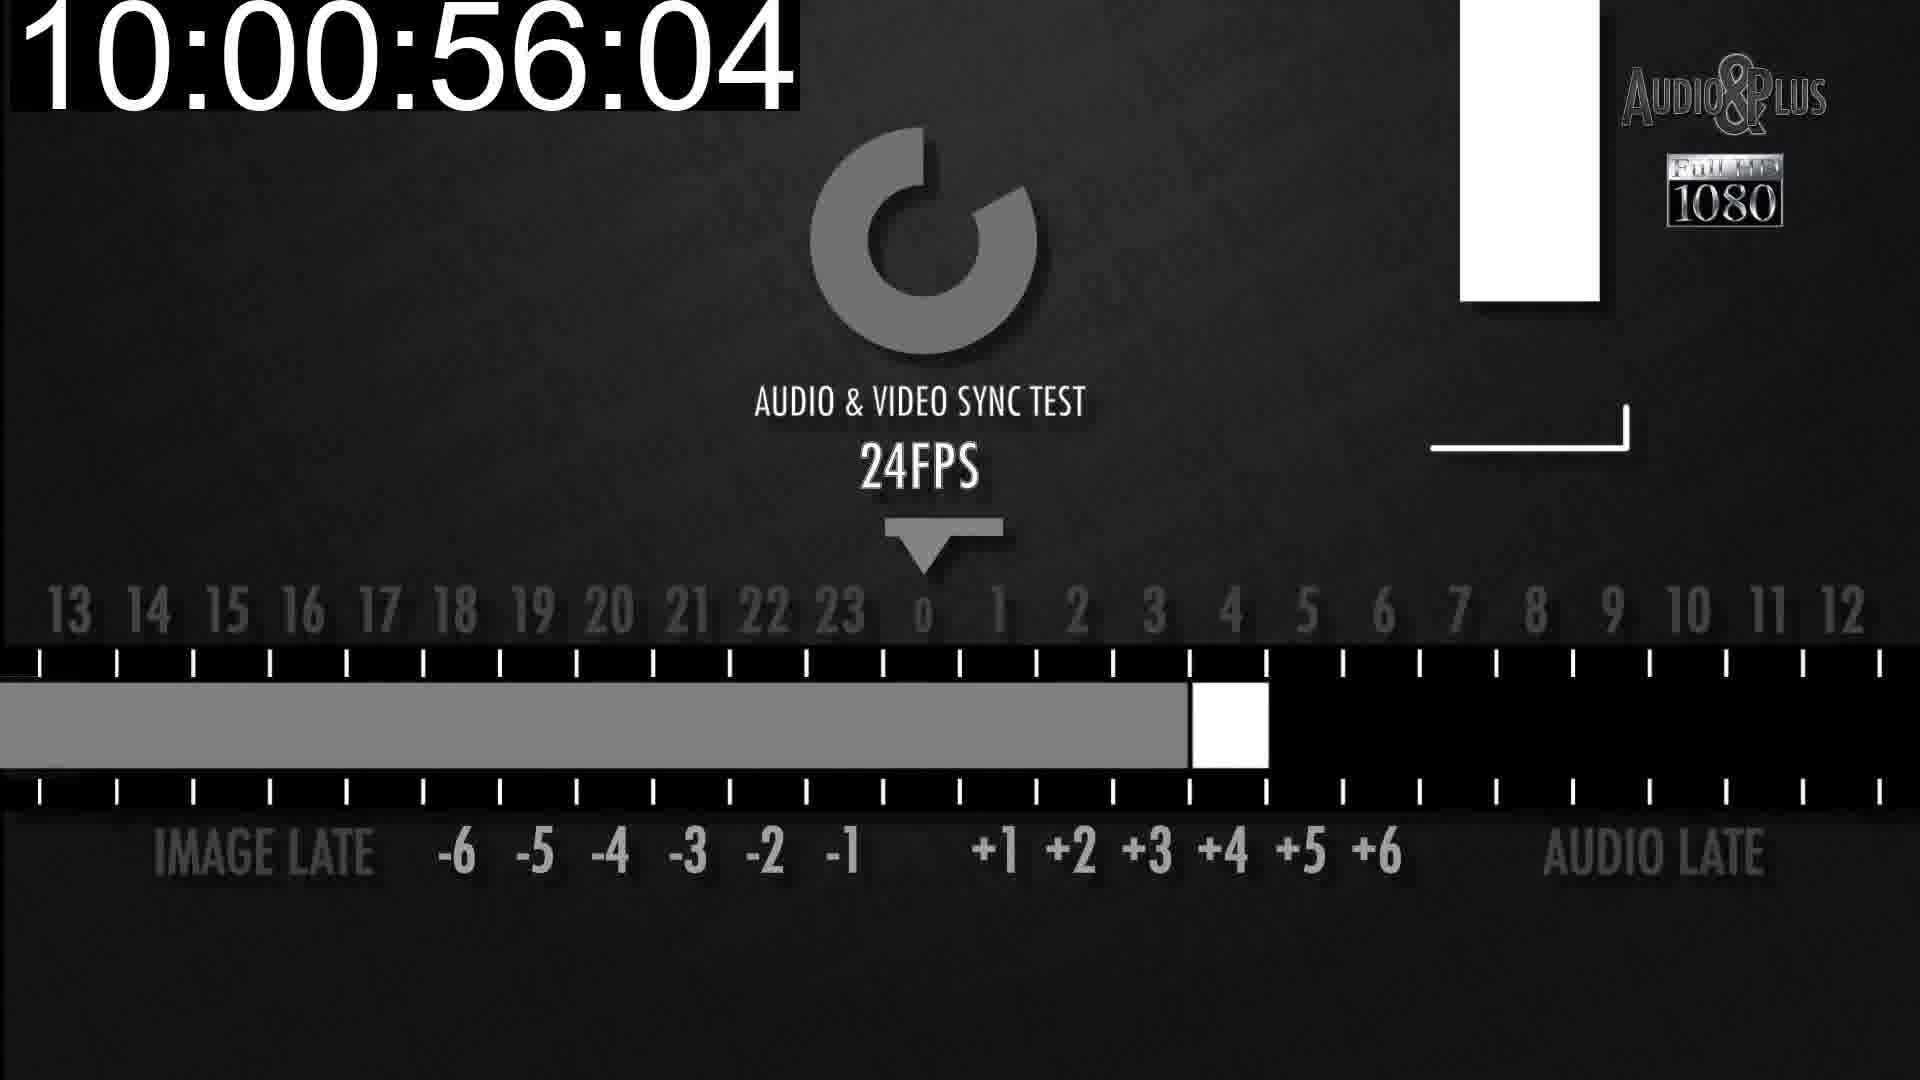 10:00:56:04
AUDIO&PLUS
Full HD
1080
AUDIO & VIDEO SYNC TEST
24FPS
13 14 15 16 17 18 19 20 21 22 23 0 1 2 3 4 5 6 7 8 9 10 11 12
IMAGE LATE -6 -5 -4 -3 -2 -1 +1 +2 +3 +4 +5 +6 AUDIO LATE